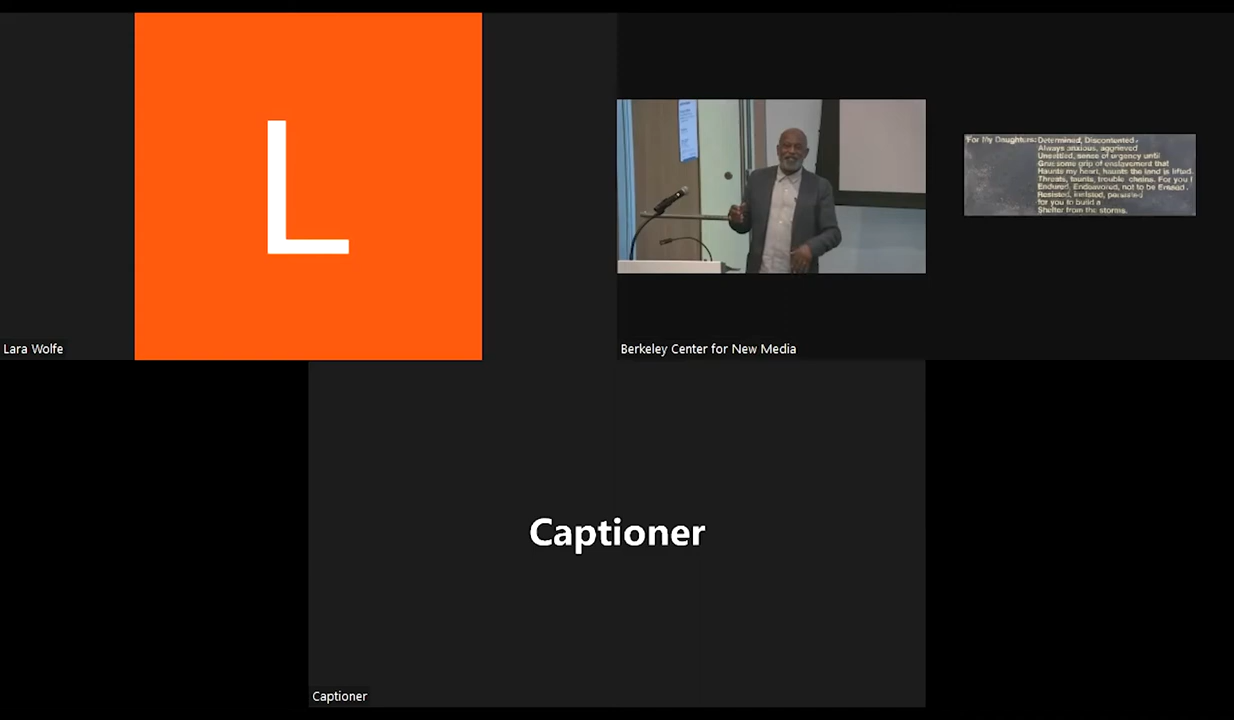 L
For My Daughters: Determined, Discontented.
Always anxious, aggrieved
Unsettled, sense of urgency until
Gruesome grip of enslavement that
Haunts my heart, haunts the land is lifted.
Threats, taunts, trouble chains. For you I
Endured, Endeavored, not to be Erased.
Resisted, insisted, persisted
for you to build a
Shelter from the storms.
Lara Wolfe
Berkeley Center for New Media
Captioner
Captioner